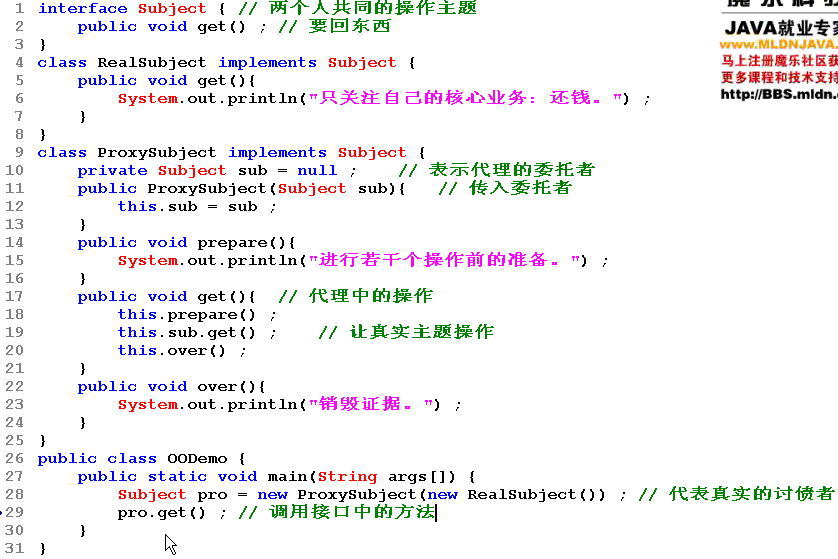 1 interface Subject { // 两个人共同的操作主题
2     public void get() ; // 要回东西
3 }
4 class RealSubject implements Subject {
5     public void get(){
6         System.out.println("只关注自己的核心业务：还钱。") ;
7     }
8 }
9 class ProxySubject implements Subject {
10     private Subject sub = null ;    // 表示代理的委托者
11     public ProxySubject(Subject sub){   // 传入委托者
12         this.sub = sub ;
13     }
14     public void prepare(){
15         System.out.println("进行若干个操作前的准备。") ;
16     }
17     public void get(){  // 代理中的操作
18         this.prepare() ;
19         this.sub.get() ;    // 让真实主题操作
20         this.over() ;
21     }
22     public void over(){
23         System.out.println("销毁证据。") ;
24     }
25 }
26 public class OODemo {
27     public static void main(String args[]) {
28         Subject pro = new ProxySubject(new RealSubject()) ; // 代表真实的讨债者
29         pro.get() ; // 调用接口中的方法
30     }
31 }
JAVA就业专
www.MLDNJAVA.
马上注册魔乐社区获
更多课程和技术支持
http://BBS.mldn.